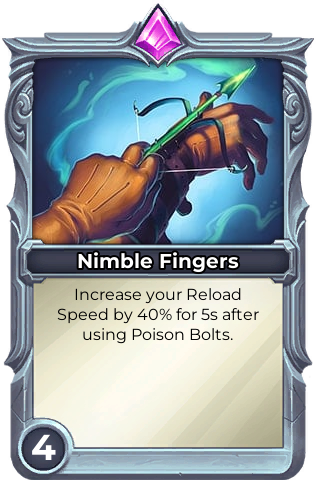 Nimble Fingers
Increase your Reload
Speed by 40% for 5s after
using Poison Bolts.
4